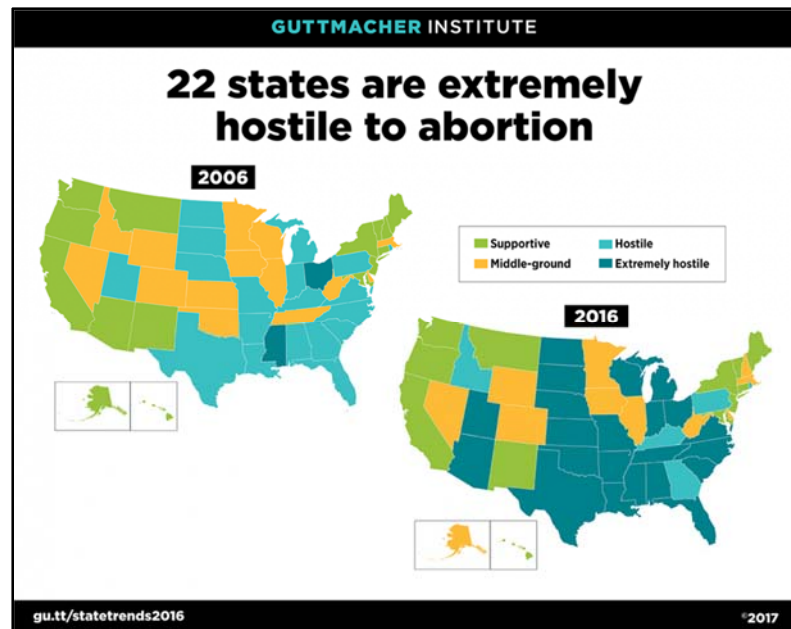 GUTTMACHER INSTITUTE
22 states are extremely
hostile to abortion
2006
Supportive
Hostile
Middle-ground
Extremely hostile
2016
gu.tt/statetrends2016
©2017